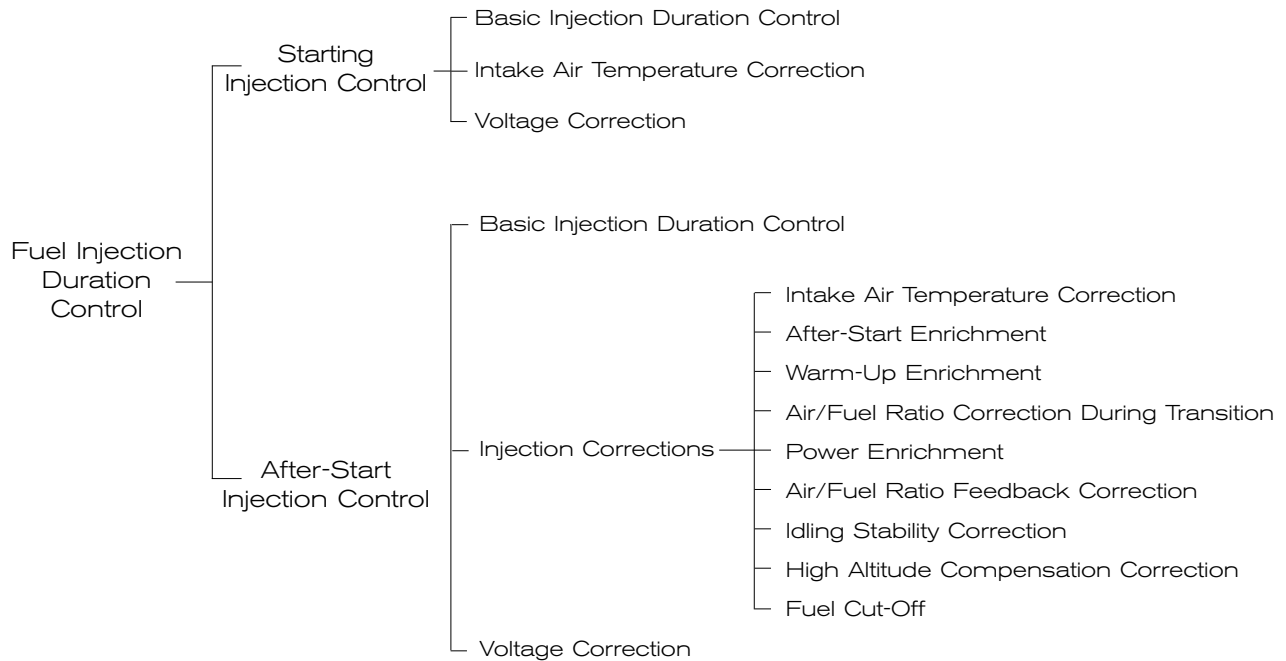 Fuel Injection
Duration
Control
Starting
Injection Control
Basic Injection Duration Control
Intake Air Temperature Correction
Voltage Correction
After-Start
Injection Control
Basic Injection Duration Control
Injection Corrections
Intake Air Temperature Correction
After-Start Enrichment
Warm-Up Enrichment
Air/Fuel Ratio Correction During Transition
Power Enrichment
Air/Fuel Ratio Feedback Correction
Idling Stability Correction
High Altitude Compensation Correction
Fuel Cut-Off
Voltage Correction